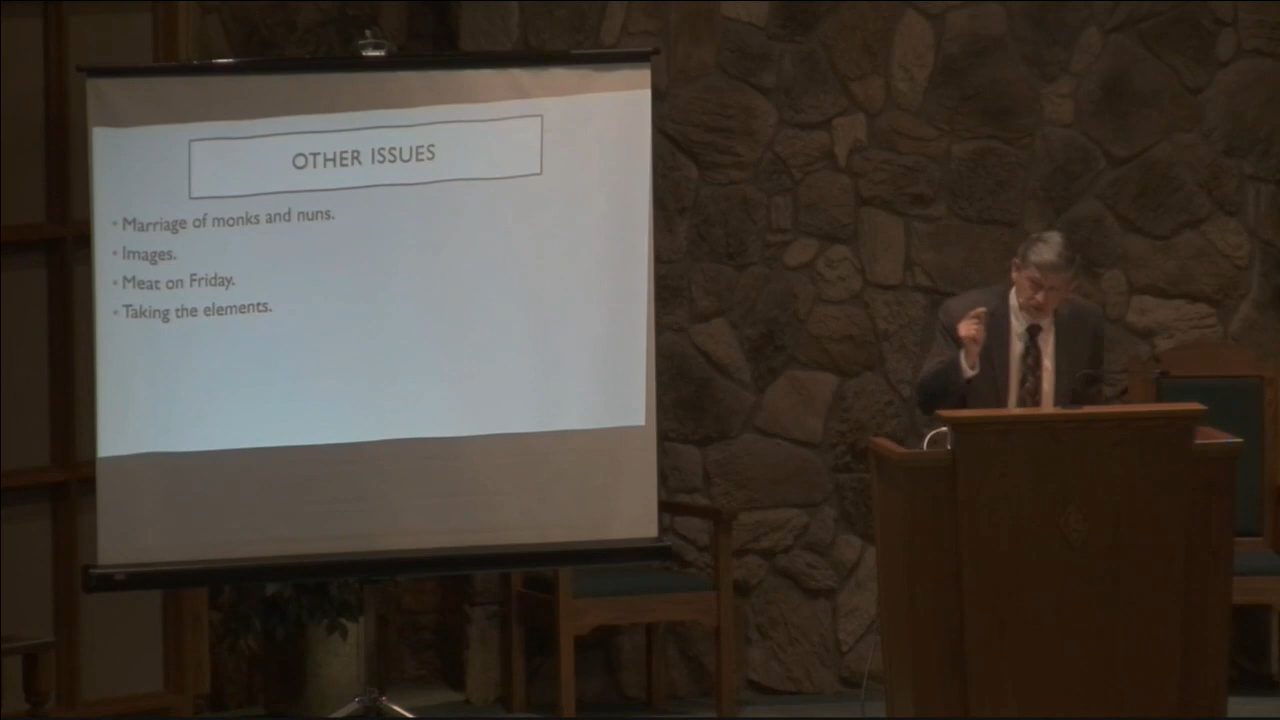 OTHER ISSUES
• Marriage of monks and nuns.
• Images.
• Meat on Friday.
• Taking the elements.